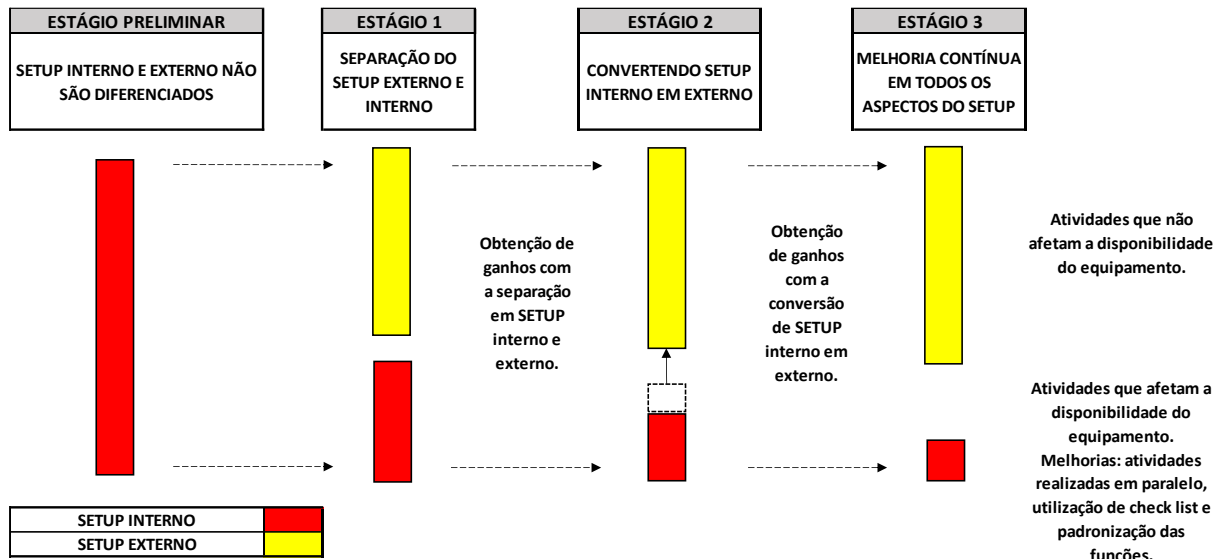 ESTÁGIO PRELIMINAR
SETUP INTERNO E EXTERNO NÃO
SÃO DIFERENCIADOS
ESTÁGIO 1
SEPARAÇÃO DO
SETUP EXTERNO E
INTERNO
ESTÁGIO 2
CONVERTENDO SETUP
INTERNO EM EXTERNO
ESTÁGIO 3
MELHORIA CONTÍNUA
EM TODOS OS
ASPECTOS DO SETUP
Obtenção de
ganhos com
a separação
em SETUP
interno e
externo.
Obtenção
de ganhos
com a
conversão
de SETUP
interno em
externo.
Atividades que não
afetam a disponibilidade
do equipamento.
Atividades que afetam a
disponibilidade do
equipamento.
Melhorias: atividades
realizadas em paralelo,
utilização de check list e
padronização das
funções.
SETUP INTERNO
SETUP EXTERNO